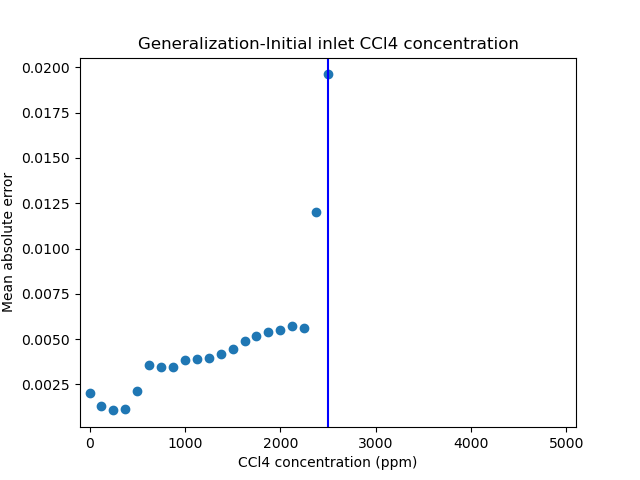 Generalization-Initial inlet CCl4 concentration
0.0200
0.0175
0.0150
0.0125
0.0100
0.0075
0.0050
0.0025
Mean absolute error
0 1000 2000 3000 4000 5000
CCl4 concentration (ppm)